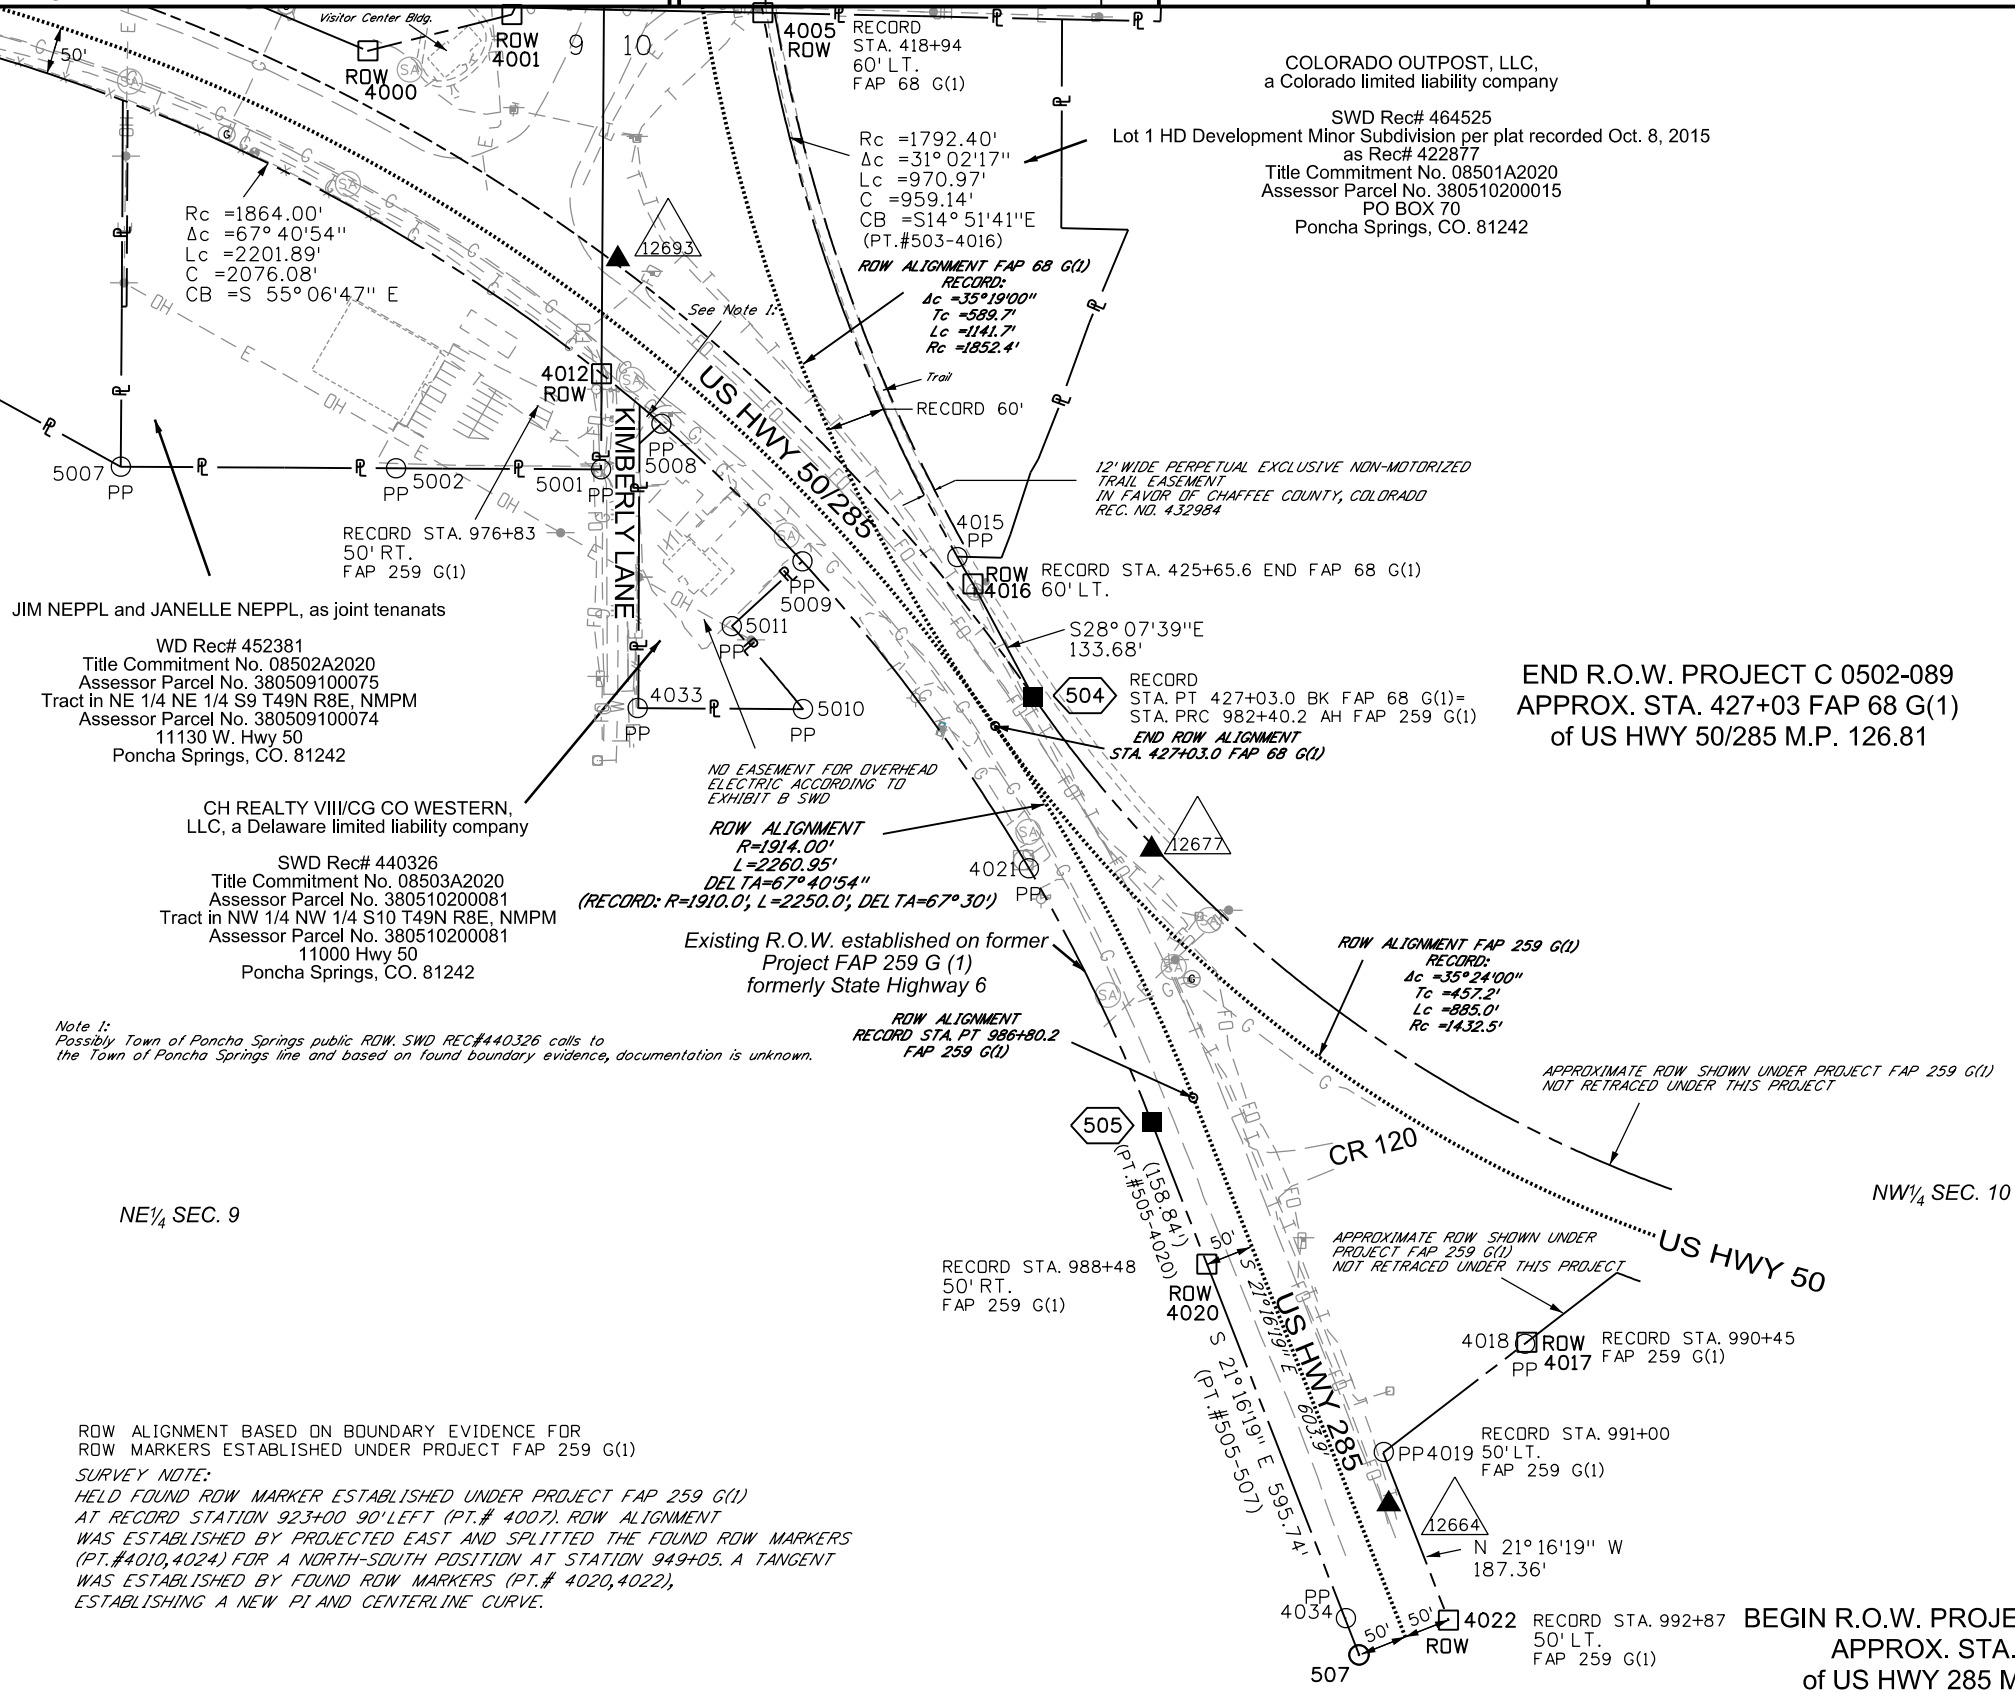 Visitor Center Bldg.
50'
ROW
4000
ROW
4001
9
10
4005
ROW
RECORD
STA. 418+94
60' LT.
FAP 68 G(1)
COLORADO OUTPOST, LLC,
a Colorado limited liability company
SWD Rec# 464525
Lot 1 HD Development Minor Subdivision per plat recorded Oct. 8, 2015
as Rec# 422877
Title Commitment No. 08501A2020
Assessor Parcel No. 380510200015
PO BOX 70
Poncha Springs, CO. 81242
Rc =1792.40'
Δc =31° 02'17"
Lc =970.97'
C =959.14'
CB =S14° 51'41"E
(PT.#503-4016)
Rc =1864.00'
Δc =67° 40'54"
Lc =2201.89'
C =2076.08'
CB =S 55° 06'47" E
12693
ROW ALIGNMENT FAP 68 G(1)
RECORD:
Δc =35°19'00"
Tc =589.7'
Lc =1141.7'
Rc =1852.4'
See Note 1:
Trail
RECORD 60'
4012
ROW
US HWY 50/285
KIMBERLY LANE
PP
5008
5007
PP
PP
5002
5001
PP
RECORD STA. 976+83
50' RT.
FAP 259 G(1)
12' WIDE PERPETUAL EXCLUSIVE NON-MOTORIZED
TRAIL EASEMENT
IN FAVOR OF CHAFFEE COUNTY, COLORADO
REC. NO. 432984
4015
PP
ROW
4016
RECORD STA. 425+65.6 END FAP 68 G(1)
60' LT.
PP
5009
5011
PP
S28° 07'39"E
133.68'
JIM NEPPL and JANELLE NEPPL, as joint tenanats
WD Rec# 452381
Title Commitment No. 08502A2020
Assessor Parcel No. 380509100075
Tract in NE 1/4 NE 1/4 S9 T49N R8E, NMPM
Assessor Parcel No. 380509100074
11130 W. Hwy 50
Poncha Springs, CO. 81242
4033
PP
5010
PP
504
RECORD
STA. PT 427+03.0 BK FAP 68 G(1)=
STA. PRC 982+40.2 AH FAP 259 G(1)
END ROW ALIGNMENT
STA. 427+03.0 FAP 68 G(1)
END R.O.W. PROJECT C 0502-089
APPROX. STA. 427+03 FAP 68 G(1)
of US HWY 50/285 M.P. 126.81
NO EASEMENT FOR OVERHEAD
ELECTRIC ACCORDING TO
EXHIBIT B SWD
CH REALTY VIII/CG CO WESTERN,
LLC, a Delaware limited liability company
SWD Rec# 440326
Title Commitment No. 08503A2020
Assessor Parcel No. 380510200081
Tract in NW 1/4 NW 1/4 S10 T49N R8E, NMPM
Assessor Parcel No. 380510200081
11000 Hwy 50
Poncha Springs, CO. 81242
ROW ALIGNMENT
R=1914.00'
L=2260.95'
DELTA=67°40'54"
(RECORD: R=1910.0', L=2250.0', DELTA=67°30')
12677
4021
PP
Existing R.O.W. established on former
Project FAP 259 G (1)
formerly State Highway 6
ROW ALIGNMENT FAP 259 G(1)
RECORD:
Δc =35°24'00"
Tc =457.2'
Lc =885.0'
Rc =1432.5'
ROW ALIGNMENT
RECORD STA. PT 986+80.2
FAP 259 G(1)
Note 1:
Possibly Town of Poncha Springs public ROW. SWD REC#440326 calls to
the Town of Poncha Springs line and based on found boundary evidence, documentation is unknown.
APPROXIMATE ROW SHOWN UNDER PROJECT FAP 259 G(1)
NOT RETRACED UNDER THIS PROJECT
505
CR 120
(158.84')
(PT.#505-4020)
NE1/4 SEC. 9
NW1/4 SEC. 10
US HWY 50
APPROXIMATE ROW SHOWN UNDER
PROJECT FAP 259 G(1)
NOT RETRACED UNDER THIS PROJECT
50'
RECORD STA. 988+48
50' RT.
FAP 259 G(1)
ROW
4020
S 21°16'19" E 603.9'
US HWY 285
S 21° 16'19" E 595.74'
(PT.#505-507)
4018
PP
ROW
4017
RECORD STA. 990+45
FAP 259 G(1)
PP4019
RECORD STA. 991+00
50' LT.
FAP 259 G(1)
12664
N 21° 16'19" W
187.36'
ROW ALIGNMENT BASED ON BOUNDARY EVIDENCE FOR
ROW MARKERS ESTABLISHED UNDER PROJECT FAP 259 G(1)
SURVEY NOTE:
HELD FOUND ROW MARKER ESTABLISHED UNDER PROJECT FAP 259 G(1)
AT RECORD STATION 923+00 90' LEFT (PT.# 4007). ROW ALIGNMENT
WAS ESTABLISHED BY PROJECTED EAST AND SPLITTED THE FOUND ROW MARKERS
(PT.#4010,4024) FOR A NORTH-SOUTH POSITION AT STATION 949+05. A TANGENT
WAS ESTABLISHED BY FOUND ROW MARKERS (PT.# 4020,4022),
ESTABLISHING A NEW PI AND CENTERLINE CURVE.
PP
4034
50'
50'
507
4022
ROW
RECORD STA. 992+87
50' LT.
FAP 259 G(1)
BEGIN R.O.W. PROJE
APPROX. STA.
of US HWY 285 M